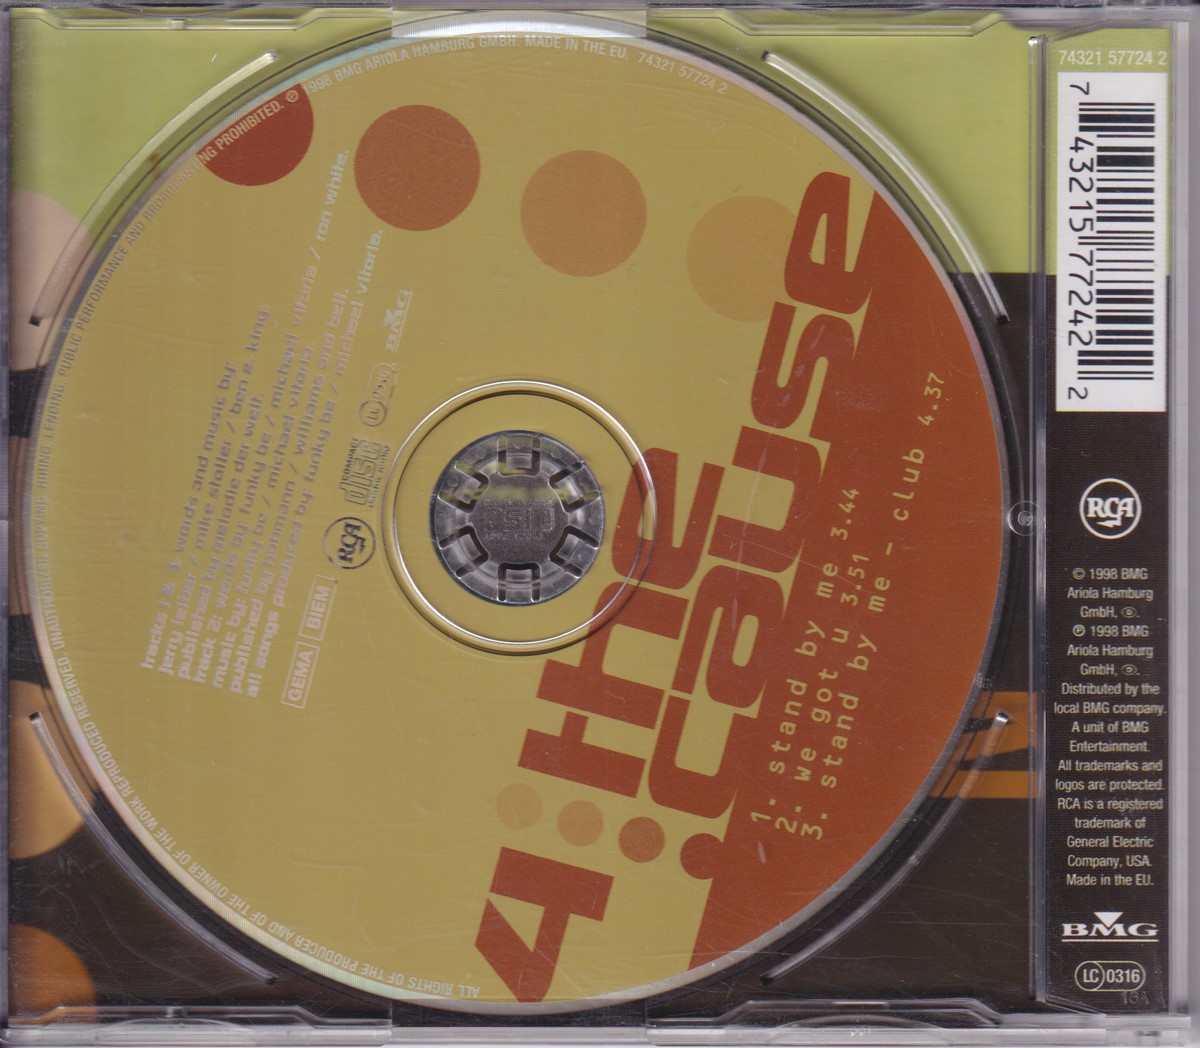 4:the
:cause
1. stand by me 3.44
2. we got u 3.51
3. stand by me - club 4.37
tracks 1 & 3: words and music by:
jerry leiber / mike stoller / ben e. king.
published by melodie der welt.
track 2: words by: funky be / michael vitoria / ron white.
music by: funky be / michael vitoria.
published by / williams and bell.
all songs produced by: funky be / michael vitoria.
GEMA BIEM
RCA
COMPACT
disc
DIGITAL AUDIO
BMG
ALL RIGHTS OF THE PRODUCER AND OF THE OWNER OF THE WORK REPRODUCED RESERVED. UNAUTHORIZED COPYING, HIRING, LENDING, PUBLIC PERFORMANCE AND BROADCASTING PROHIBITED. ℗ 1998 BMG ARIOLA HAMBURG GMBH. MADE IN THE EU. 74321 57724 2
74321 57724 2
7 43215 77242 2
RCA
© 1998 BMG
Ariola Hamburg
GmbH, D.
℗ 1998 BMG
Ariola Hamburg
GmbH, D.
Distributed by the
local BMG company.
A unit of BMG
Entertainment.
All trademarks and
logos are protected.
RCA is a registered
trademark of
General Electric
Company, USA.
Made in the EU.
BMG
LC 0316